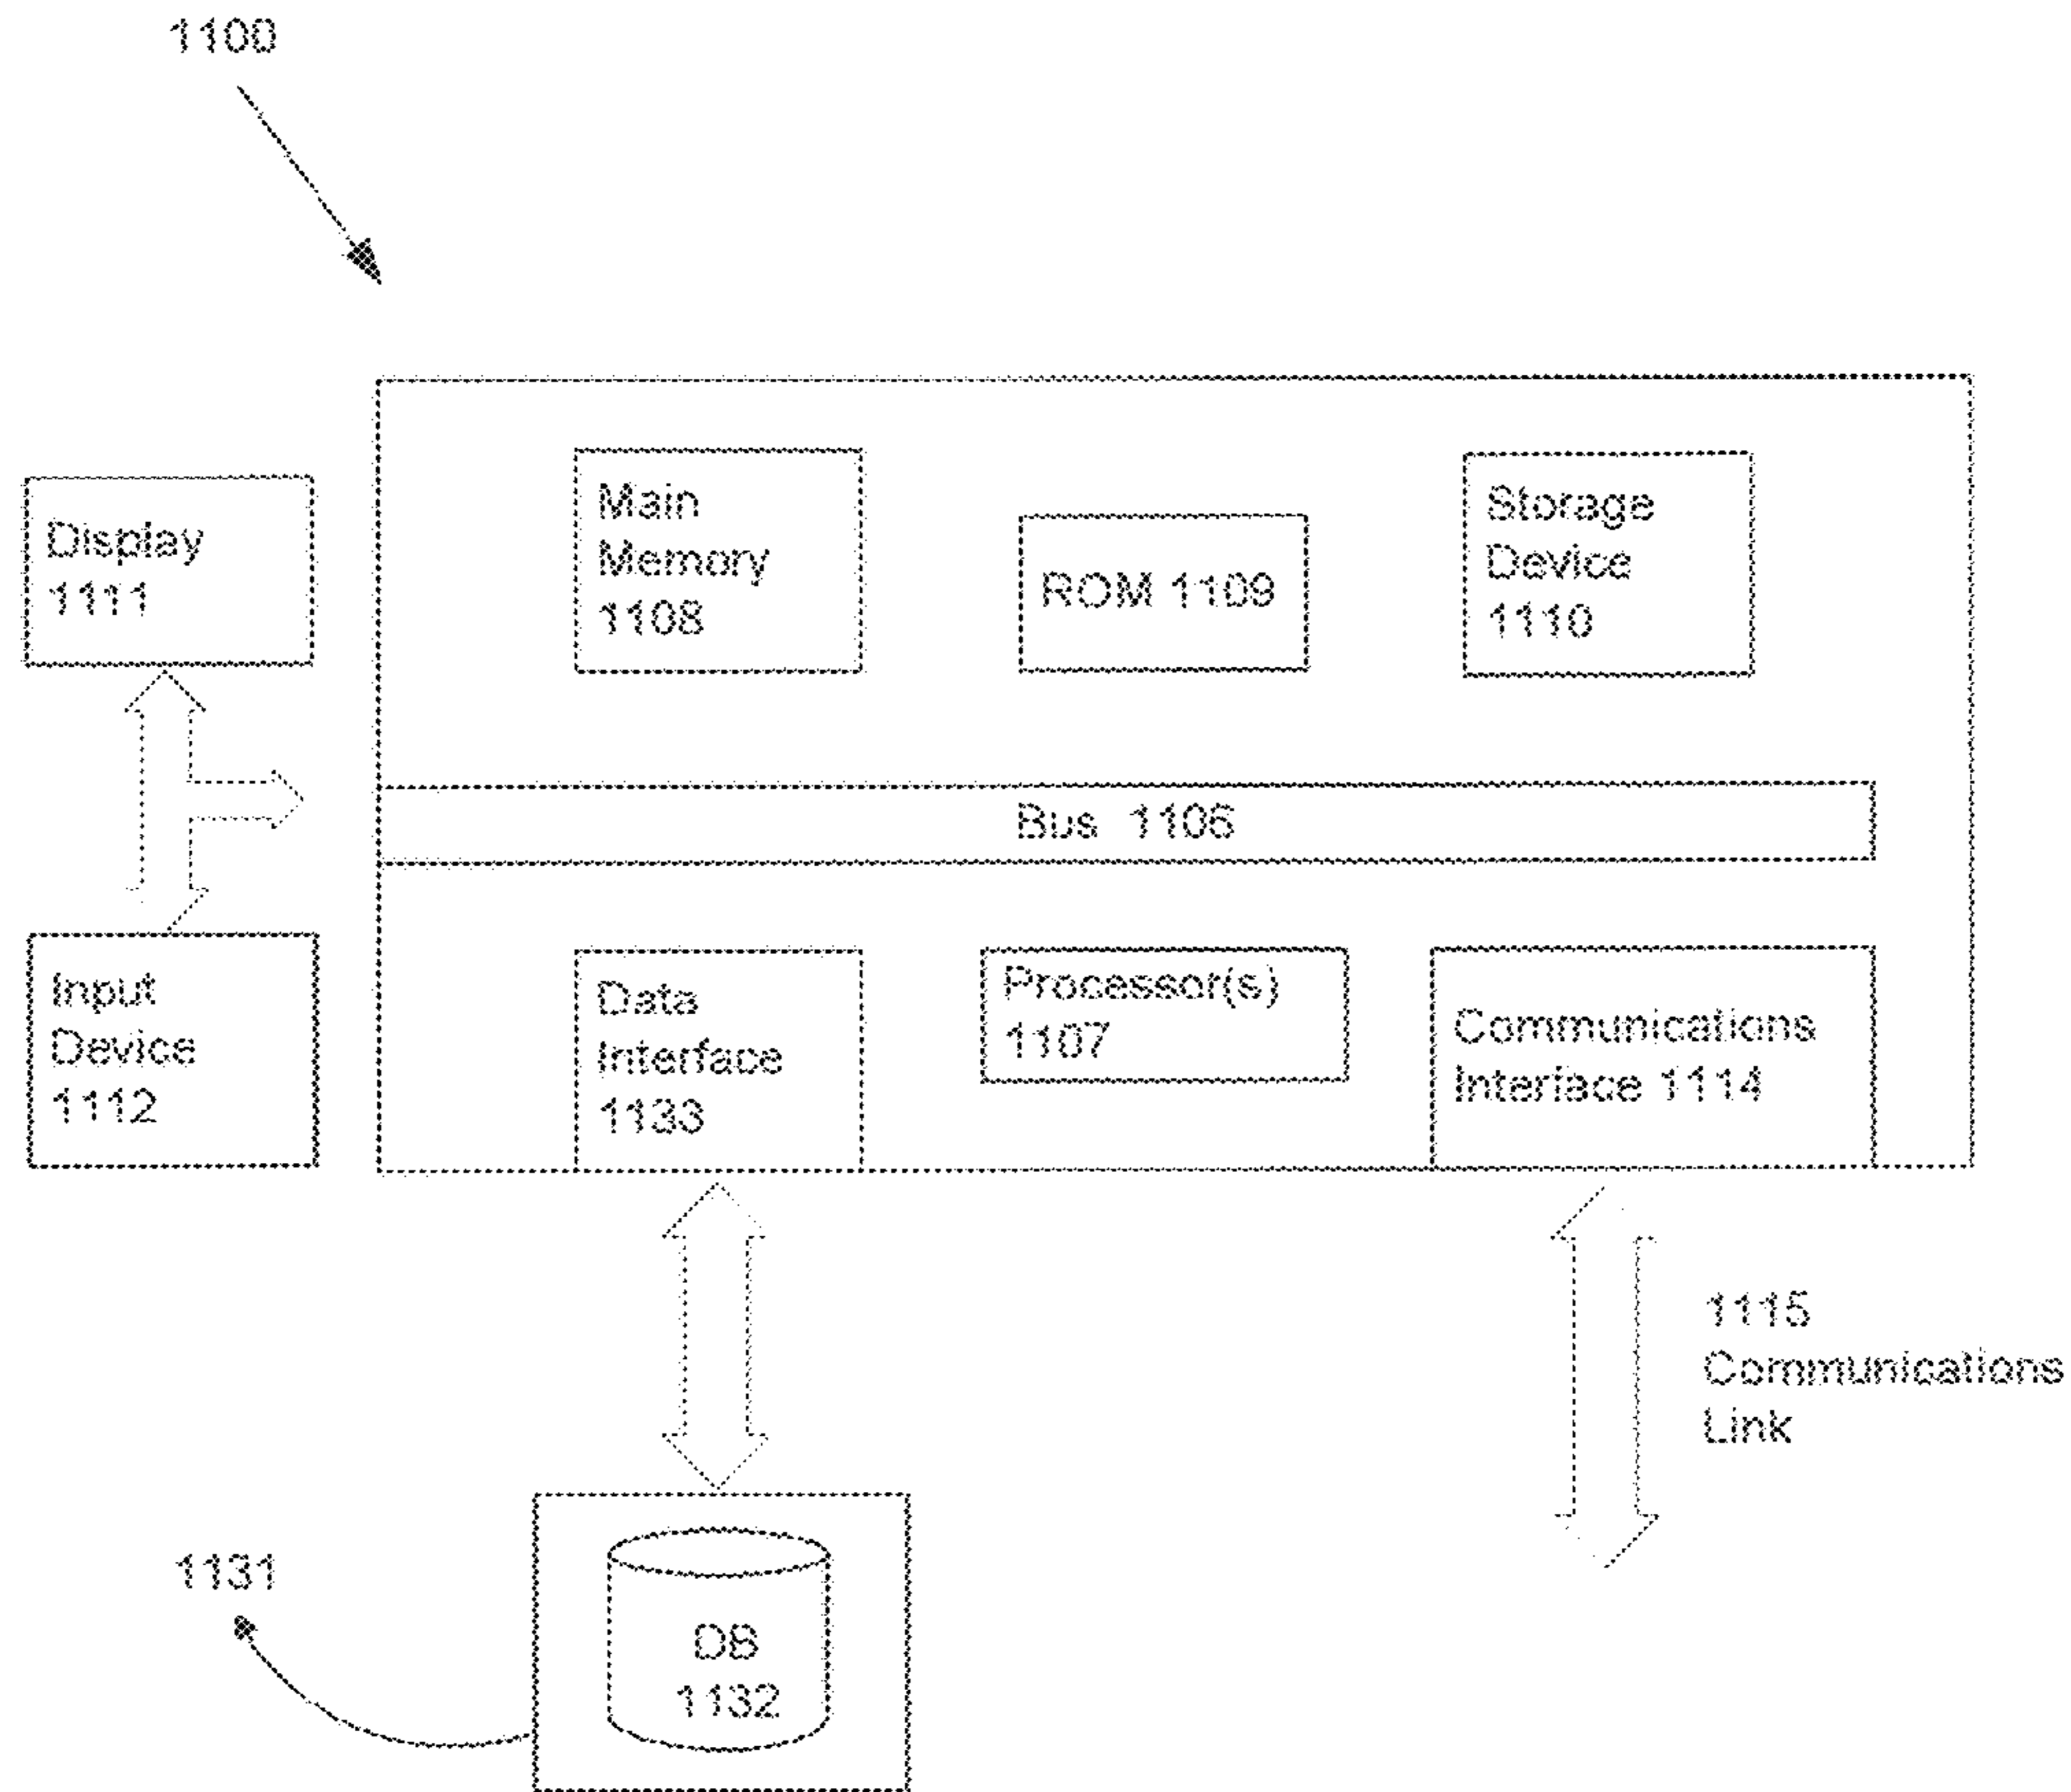 1100
Display
1111
Main
Memory
1108
ROM 1109
Storage
Device
1110
Bus 1106
Input
Device
1112
Data
Interface
1133
Processor(s)
1107
Communications
Interface 1114
1115
Communications
Link
1131
DB
1132